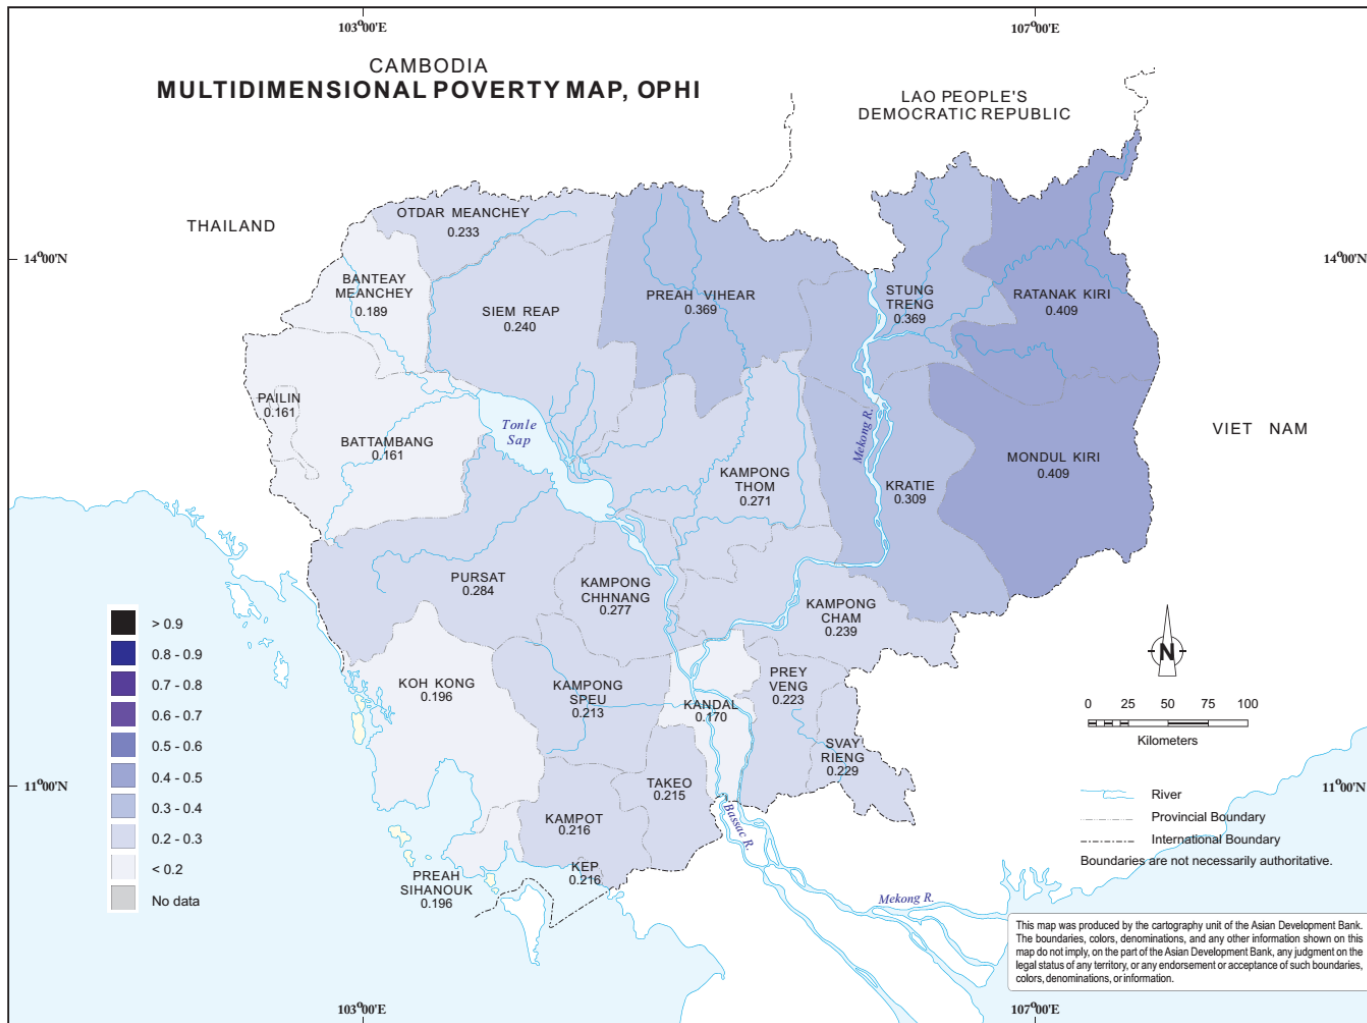 103°00'E
107°00'E
CAMBODIA
MULTIDIMENSIONAL POVERTY MAP, OPHI
LAO PEOPLE'S
DEMOCRATIC REPUBLIC
THAILAND
OTDAR MEANCHEY
0.233
14°00'N
14°00'N
BANTEAY
MEANCHEY
0.189
SIEM REAP
0.240
PREAH VIHEAR
0.369
STUNG
TRENG
0.369
RATANAK KIRI
0.409
PAILIN
0.161
BATTAMBANG
0.161
Tonle
Sap
Mekong R.
VIET NAM
MONDUL KIRI
0.409
KAMPONG
THOM
0.271
KRATIE
0.309
PURSAT
0.284
KAMPONG
CHHNANG
0.277
KAMPONG
CHAM
0.239
> 0.9
0.8 - 0.9
0.7 - 0.8
0.6 - 0.7
0.5 - 0.6
0.4 - 0.5
0.3 - 0.4
0.2 - 0.3
< 0.2
No data
KOH KONG
0.196
KAMPONG
SPEU
0.213
KANDAL
0.170
PREY
VENG
0.223
SVAY
RIENG
0.229
N
0 25 50 75 100
Kilometers
11°00'N
11°00'N
TAKEO
0.215
KAMPOT
0.216
Bassac R.
KEP
0.216
PREAH
SIHANOUK
0.196
River
Provincial Boundary
International Boundary
Boundaries are not necessarily authoritative.
Mekong R.
This map was produced by the cartography unit of the Asian Development Bank.
The boundaries, colors, denominations, and any other information shown on this
map do not imply, on the part of the Asian Development Bank, any judgment on the
legal status of any territory, or any endorsement or acceptance of such boundaries,
colors, denominations, or information.
103°00'E
107°00'E